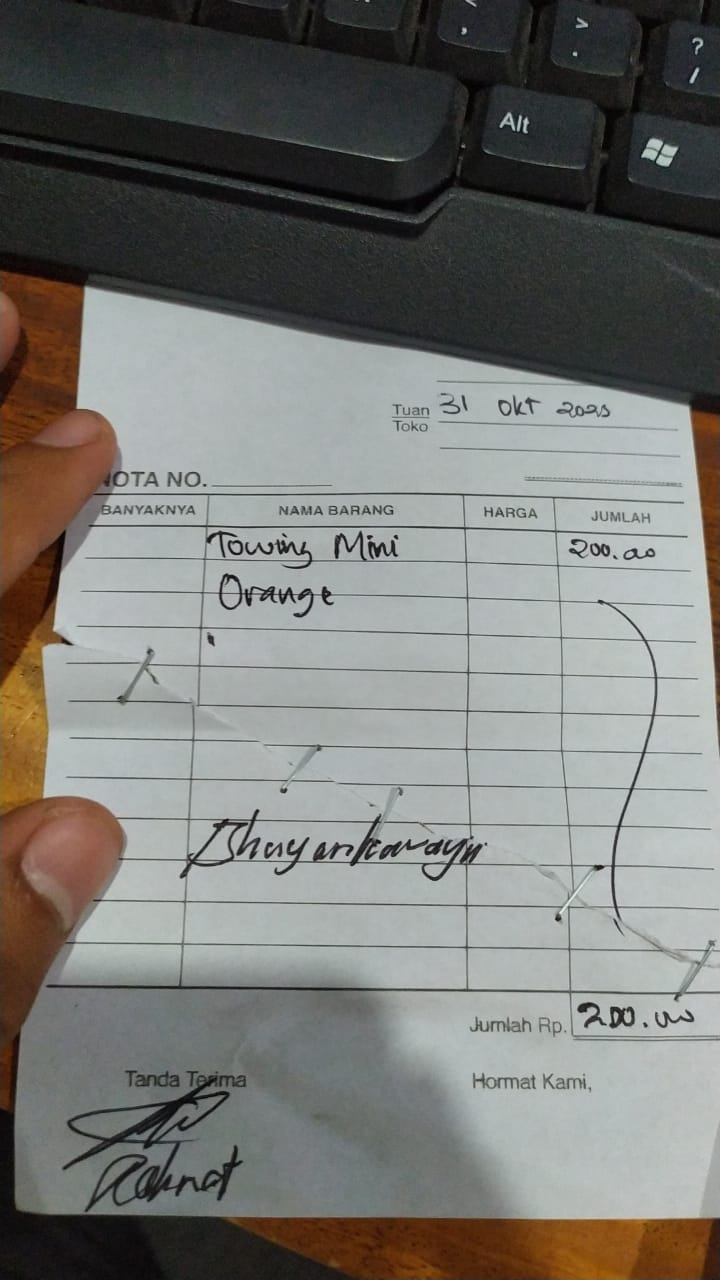 <
,
>
.
?
/
Alt
Tuan 31 Okt 2025
Toko
NOTA NO.
BANYAKNYA NAMA BARANG HARGA JUMLAH
Towing Mini 200.00
Orange
Jumlah Rp. 200.00
Tanda Terima Hormat Kami,
Rahmat